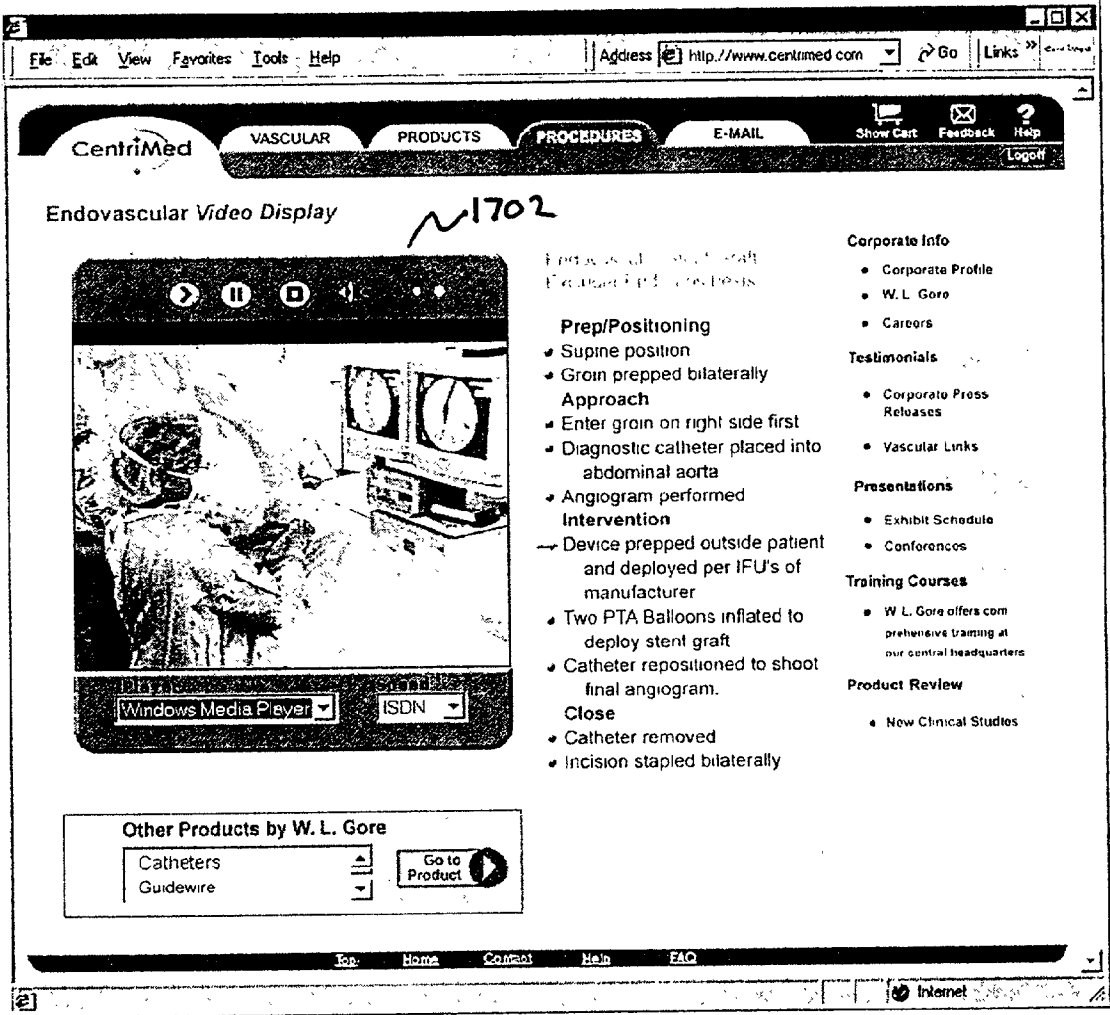 File Edit View Favorites Tools Help
Address http://www.centrimed com Go Links »
CentriMed
VASCULAR
PRODUCTS
PROCEDURES
E-MAIL
Show Cart
Feedback
? Help
Logoff
Endovascular Video Display
1702
Prep/Positioning
Supine position
Groin prepped bilaterally
Approach
Enter groin on right side first
Diagnostic catheter placed into
abdominal aorta
Angiogram performed
Intervention
Device prepped outside patient
and deployed per IFU's of
manufacturer
Two PTA Balloons inflated to
deploy stent graft
Catheter repositioned to shoot
final angiogram.
Close
Catheter removed
Incision stapled bilaterally
Corporate Info
Corporate Profile
W. L Gore
Careers
Testimonials
Corporate Press
Releases
Vascular Links
Presentations
Exhibit Schedule
Conferences
Training Courses
W L. Gore offers com
prehensive training at
our central headquarters
Product Review
New Clinical Studies
Player
Speed
Windows Media Player
ISDN
Other Products by W. L. Gore
Catheters
Guidewire
Go to
Product
Top Home Contact Help FAQ
Internet